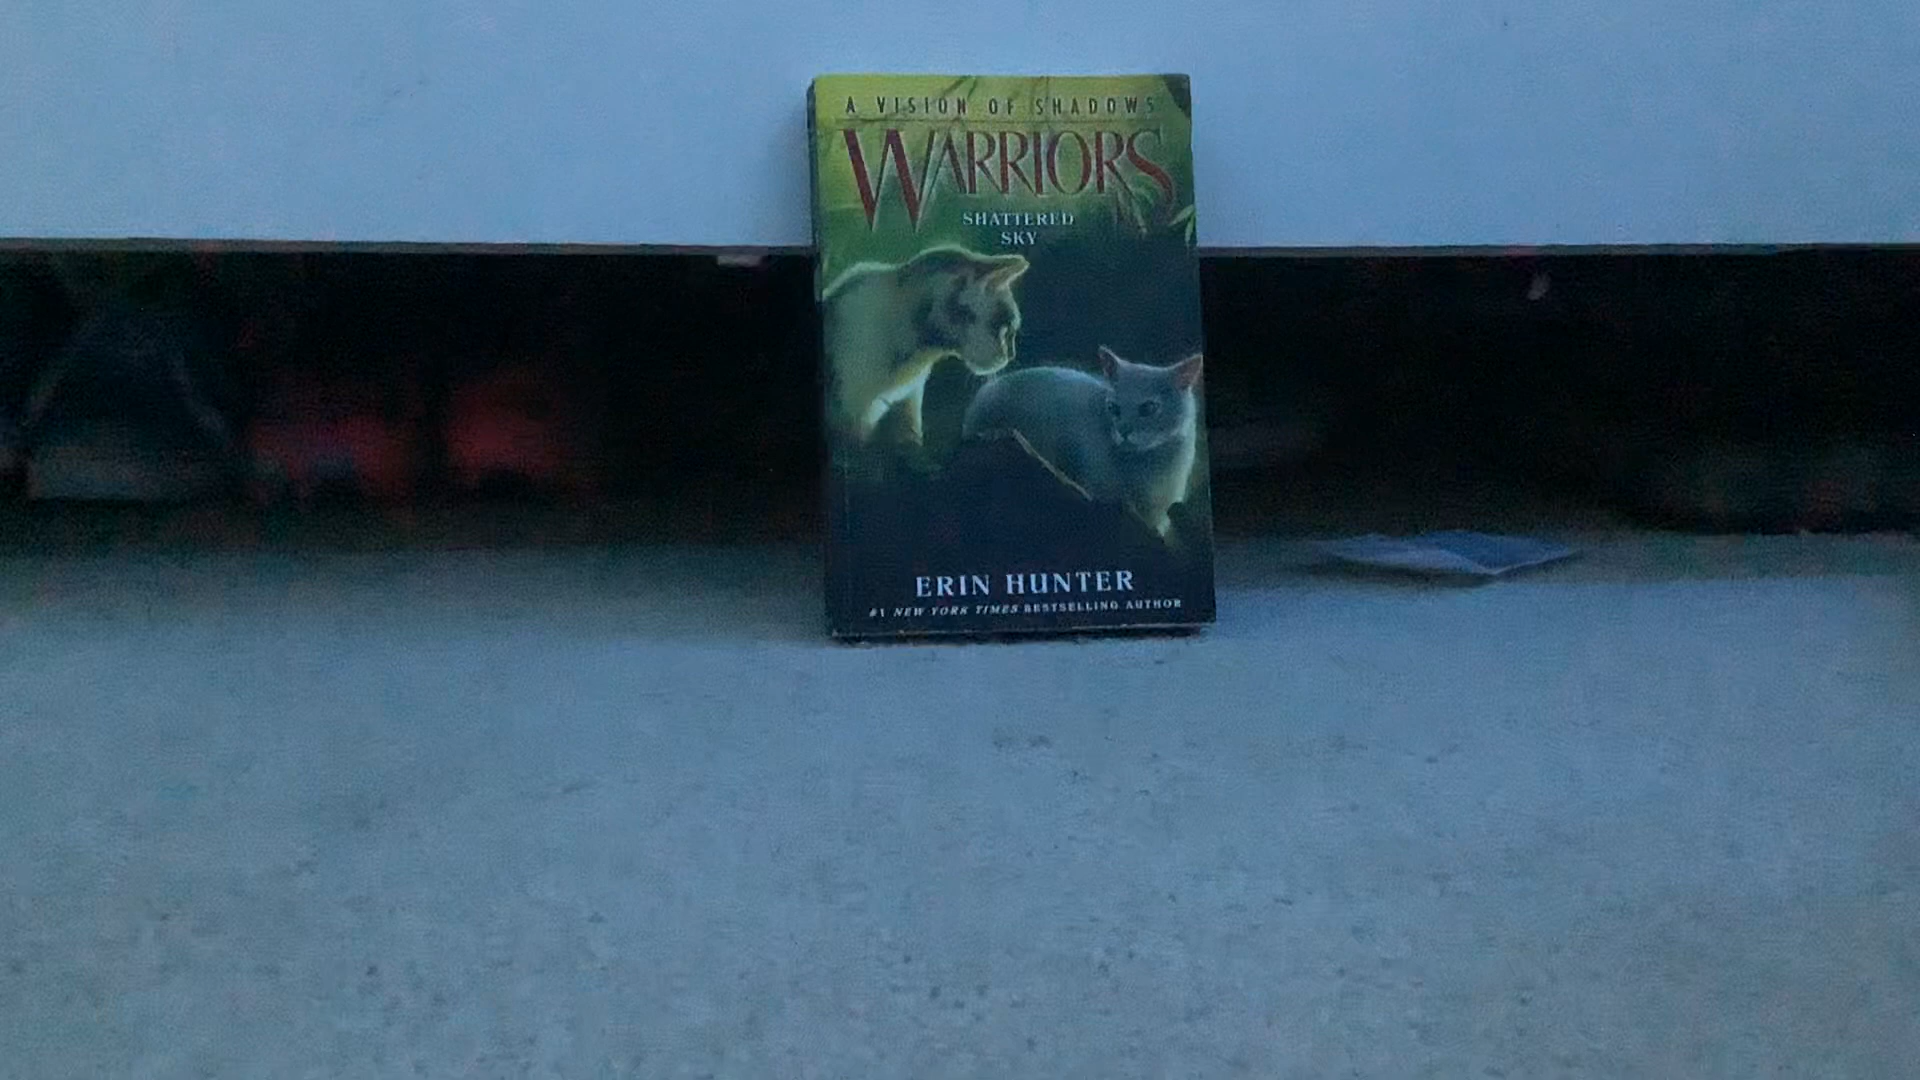 A VISION OF SHADOWS
WARRIORS
SHATTERED
SKY
ERIN HUNTER
#1 NEW YORK TIMES BESTSELLING AUTHOR